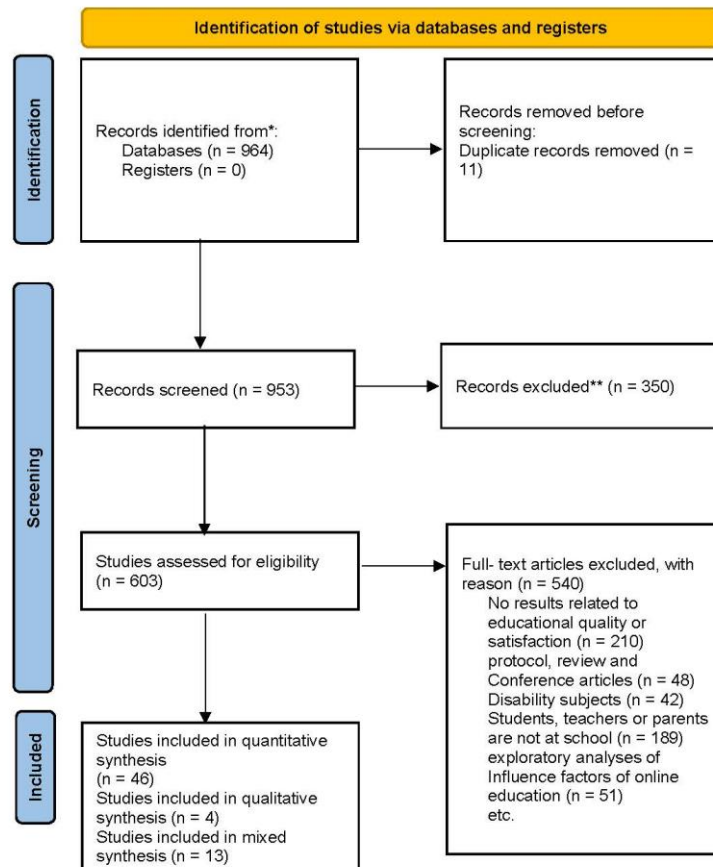 Identification of studies via databases and registers
Identification
Records identified from*:
Databases (n = 964)
Registers (n = 0)
Records removed before
screening:
Duplicate records removed (n =
11)
Screening
Records screened (n = 953)
Records excluded** (n = 350)
Studies assessed for eligibility
(n = 603)
Full- text articles excluded, with
reason (n = 540)
No results related to
educational quality or
satisfaction (n = 210)
protocol, review and
Conference articles (n = 48)
Disability subjects (n = 42)
Students, teachers or parents
are not at school (n = 189)
exploratory analyses of
Influence factors of online
education (n = 51)
etc.
Included
Studies included in quantitative
synthesis
(n = 46)
Studies included in qualitative
synthesis (n = 4)
Studies included in mixed
synthesis (n = 13)